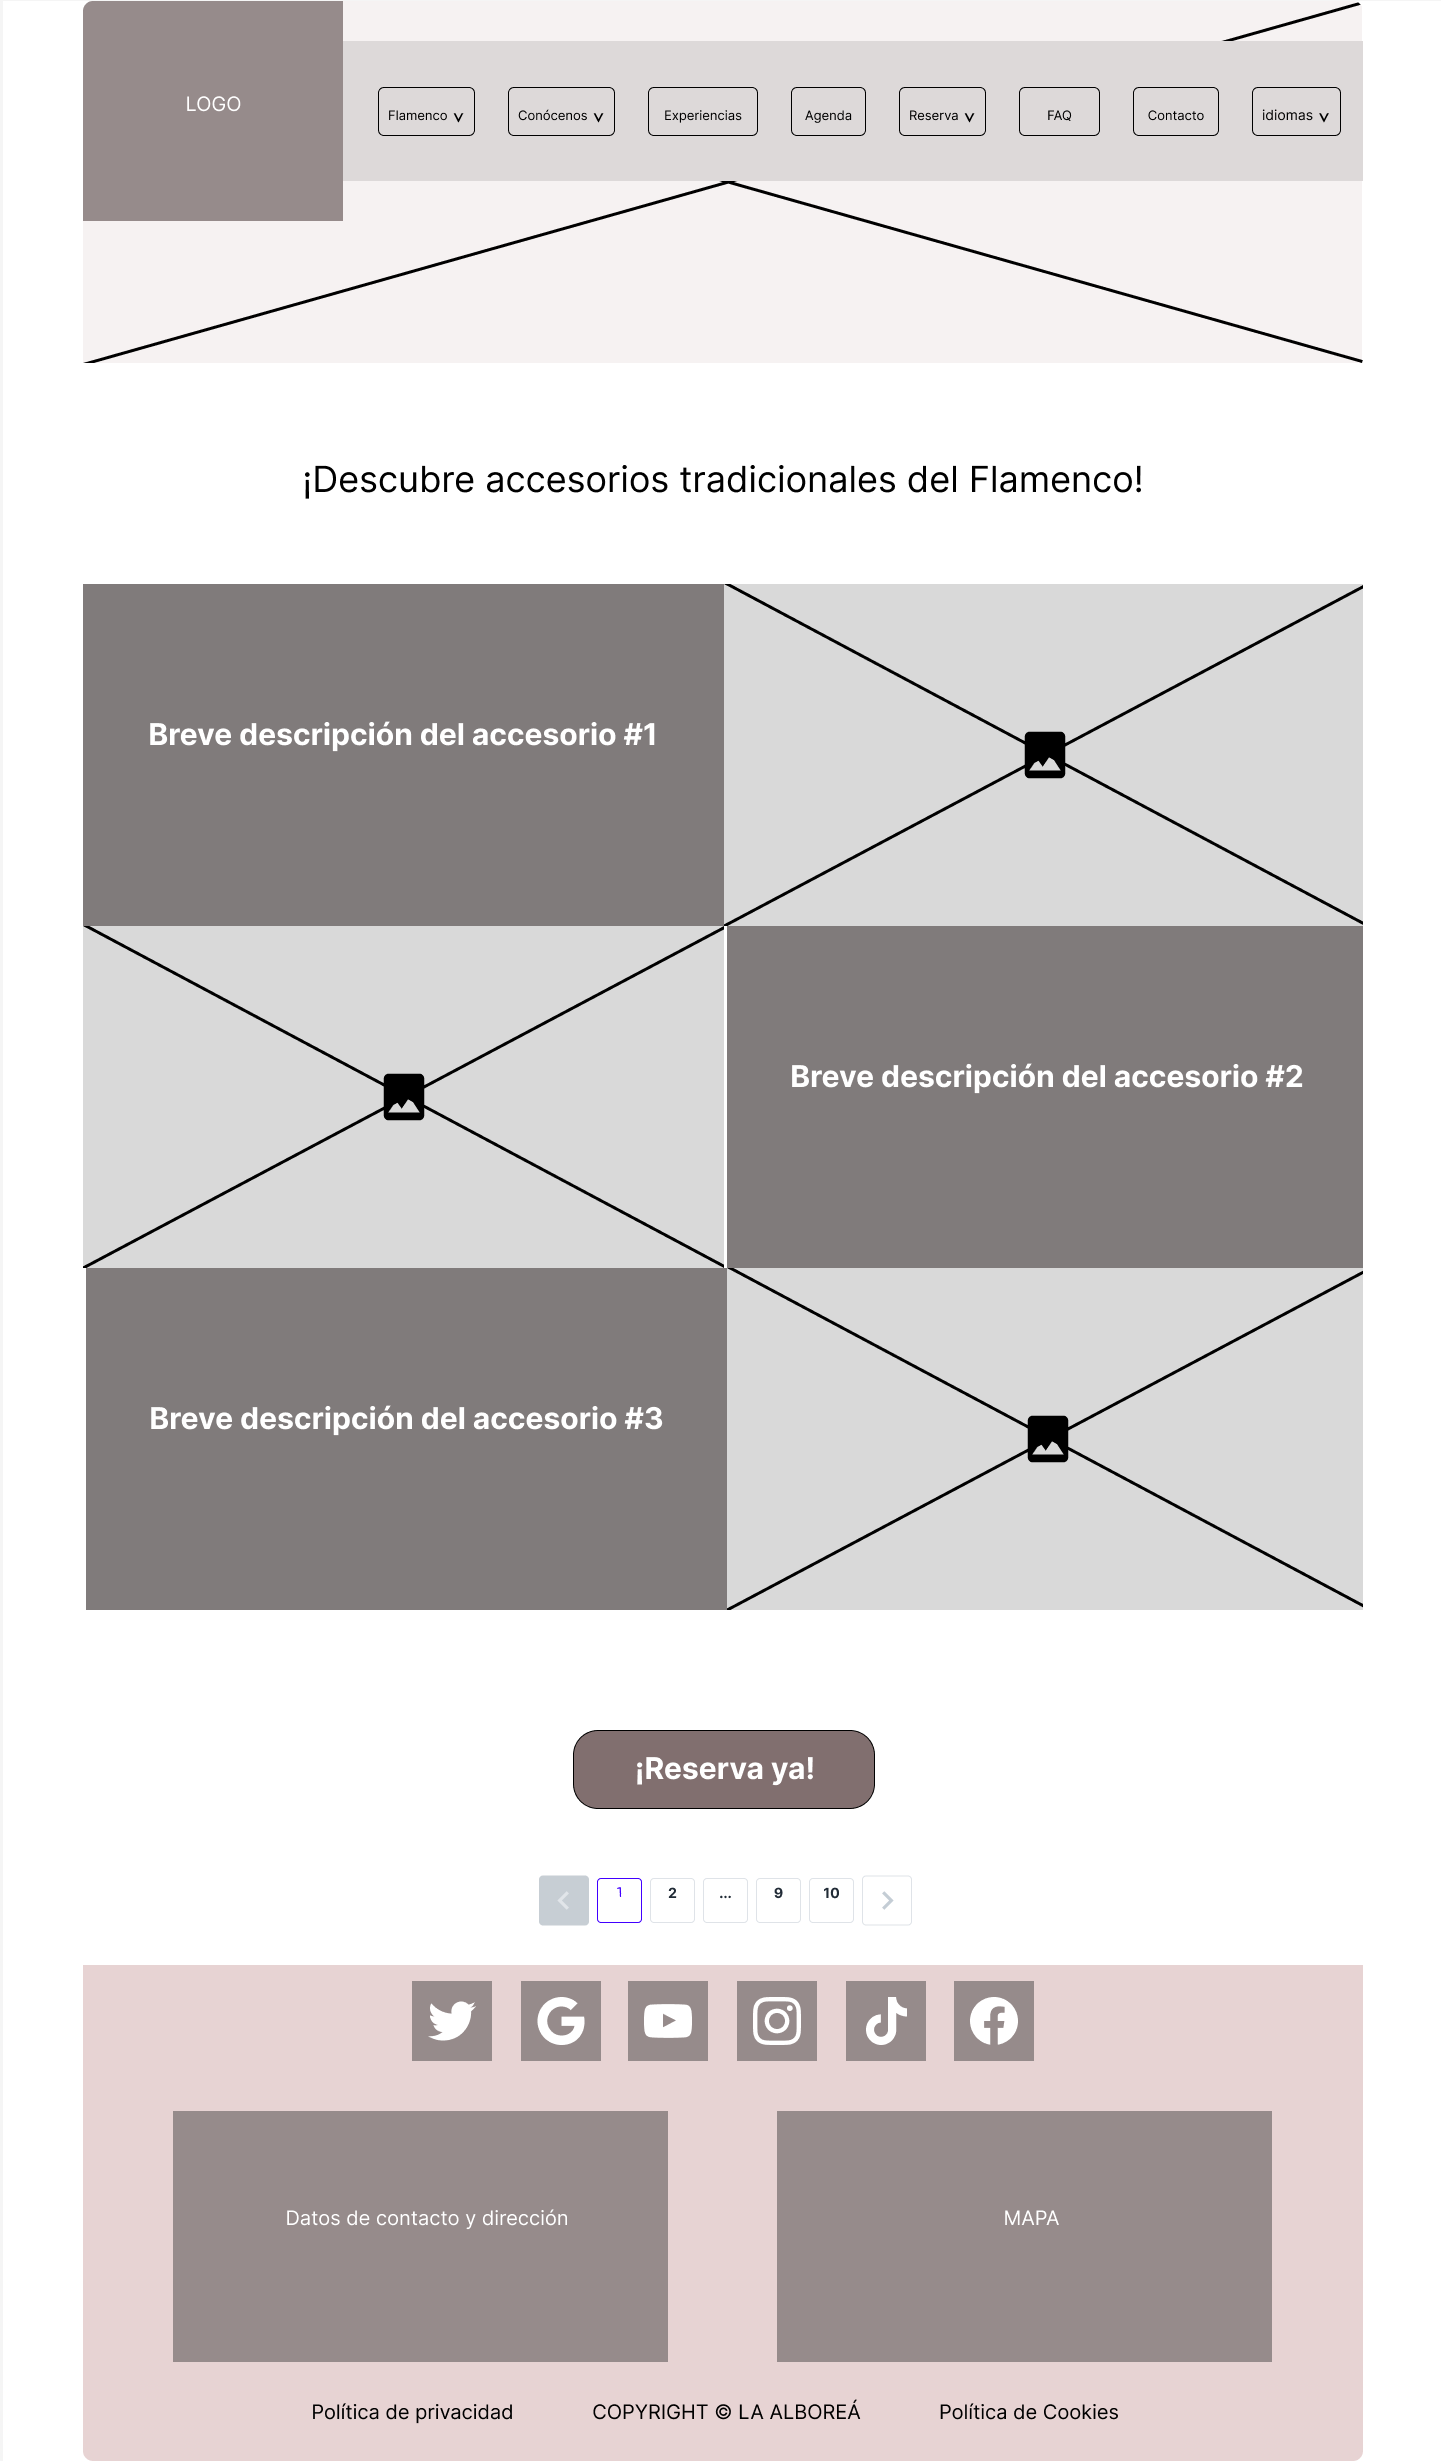 LOGO
Flamenco
Conócenos
Experiencias
Agenda
Reserva
FAQ
Contacto
idiomas
¡Descubre accesorios tradicionales del Flamenco!
Breve descripción del accesorio #1
Breve descripción del accesorio #2
Breve descripción del accesorio #3
¡Reserva ya!
1 2 ... 9 10
Datos de contacto y dirección
MAPA
Política de privacidad
COPYRIGHT © LA ALBOREÁ
Política de Cookies